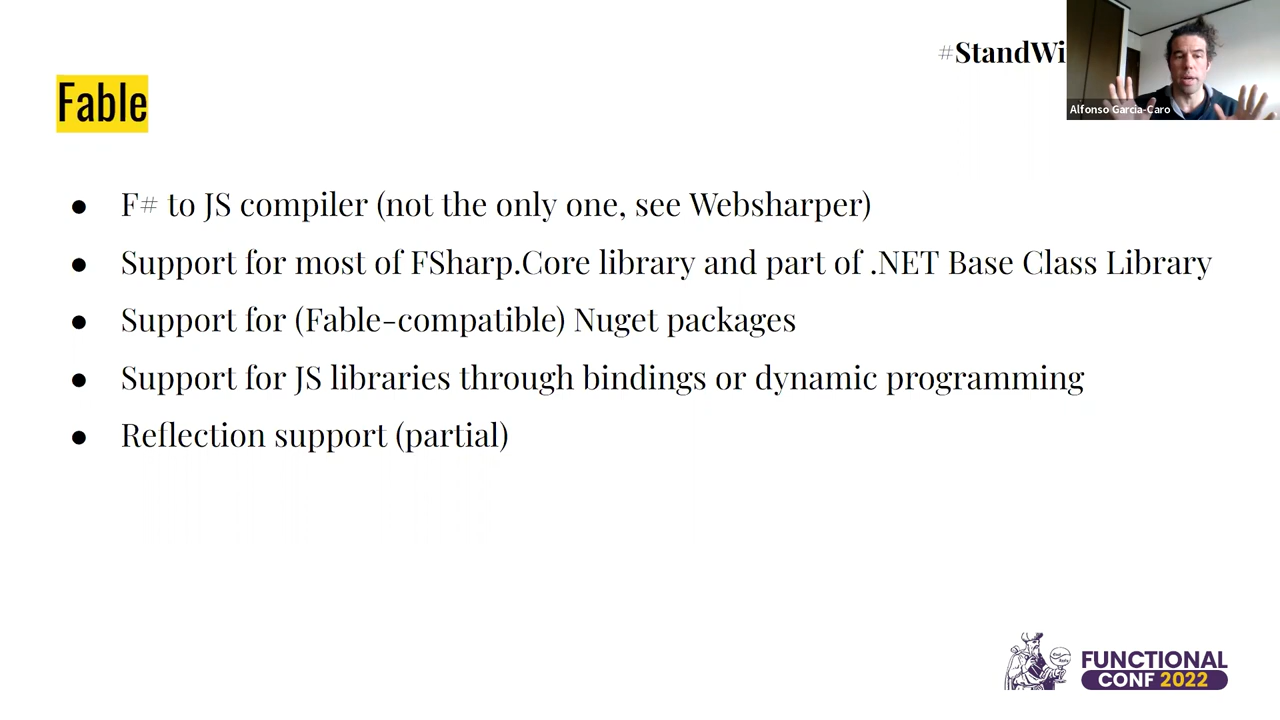 #StandWi
Alfonso Garcia-Caro
Fable
● F# to JS compiler (not the only one, see Websharper)
● Support for most of FSharp.Core library and part of .NET Base Class Library
● Support for (Fable-compatible) Nuget packages
● Support for JS libraries through bindings or dynamic programming
● Reflection support (partial)
FUNCTIONAL
CONF 2022